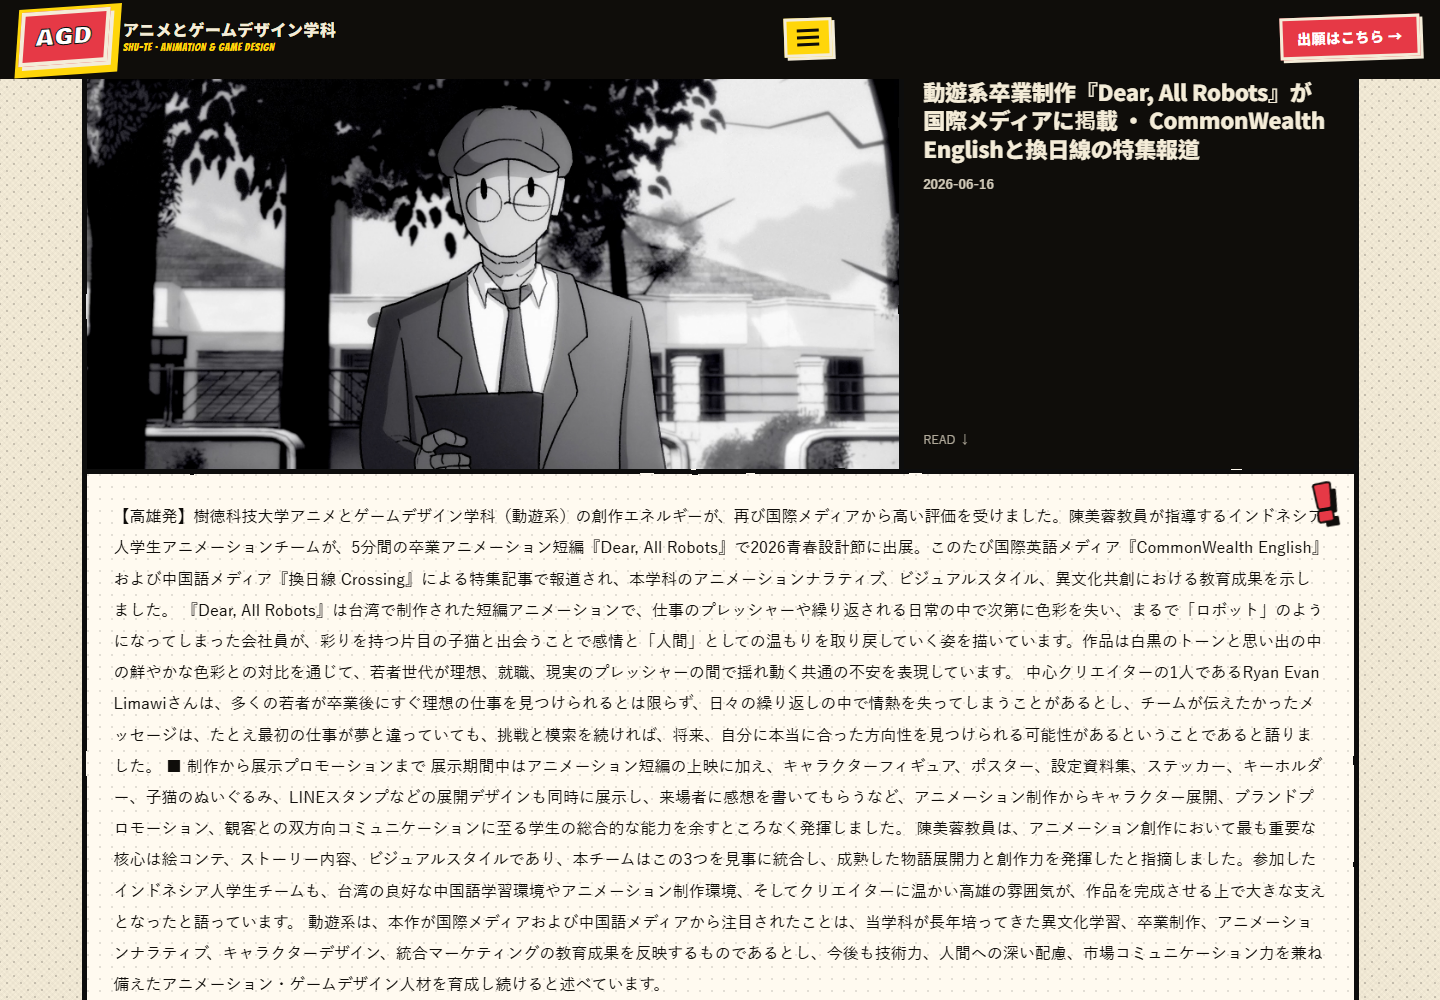 AGD
アニメとゲームデザイン学科
SHU-TE · ANIMATION & GAME DESIGN
出願はこちら →
動遊系卒業制作『Dear, All Robots』が
国際メディアに掲載 ・ CommonWealth
Englishと換日線の特集報道
2026-06-16
READ ↓
【高雄発】樹徳科技大学アニメとゲームデザイン学科（動遊系）の創作エネルギーが、再び国際メディアから高い評価を受けました。陳美蓉教員が指導するインドネシア
人学生アニメーションチームが、5分間の卒業アニメーション短編『Dear, All Robots』で2026青春設計節に出展。このたび国際英語メディア『CommonWealth English』
および中国語メディア『換日線 Crossing』による特集記事で報道され、本学科のアニメーションナラティブ、ビジュアルスタイル、異文化共創における教育成果を示し
ました。 『Dear, All Robots』は台湾で制作された短編アニメーションで、仕事のプレッシャーや繰り返される日常の中で次第に色彩を失い、まるで「ロボット」のよう
になってしまった会社員が、彩りを持つ片目の子猫と出会うことで感情と「人間」としての温もりを取り戻していく姿を描いています。作品は白黒のトーンと思い出の中
の鮮やかな色彩との対比を通じて、若者世代が理想、就職、現実のプレッシャーの間で揺れ動く共通の不安を表現しています。 中心クリエイターの1人であるRyan Evan
Limawiさんは、多くの若者が卒業後にすぐ理想の仕事を見つけられるとは限らず、日々の繰り返しの中で情熱を失ってしまうことがあるとし、チームが伝えたかったメ
ッセージは、たとえ最初の仕事が夢と違っていても、挑戦と模索を続ければ、将来、自分に本当に合った方向性を見つけられる可能性があるということであると語りま
した。 ■ 制作から展示プロモーションまで 展示期間中はアニメーション短編の上映に加え、キャラクターフィギュア、ポスター、設定資料集、ステッカー、キーホルダ
ー、子猫のぬいぐるみ、LINEスタンプなどの展開デザインも同時に展示し、来場者に感想を書いてもらうなど、アニメーション制作からキャラクター展開、ブランドプ
ロモーション、観客との双方向コミュニケーションに至る学生の総合的な能力を余すところなく発揮しました。 陳美蓉教員は、アニメーション創作において最も重要な
核心は絵コンテ、ストーリー内容、ビジュアルスタイルであり、本チームはこの3つを見事に統合し、成熟した物語展開力と創作力を発揮したと指摘しました。参加した
インドネシア人学生チームも、台湾の良好な中国語学習環境やアニメーション制作環境、そしてクリエイターに温かい高雄の雰囲気が、作品を完成させる上で大きな支え
となったと語っています。 動遊系は、本作が国際メディアおよび中国語メディアから注目されたことは、当学科が長年培ってきた異文化学習、卒業制作、アニメーショ
ンナラティブ、キャラクターデザイン、統合マーケティングの教育成果を反映するものであるとし、今後も技術力、人間への深い配慮、市場コミュニケーション力を兼ね
備えたアニメーション・ゲームデザイン人材を育成し続けると述べています。